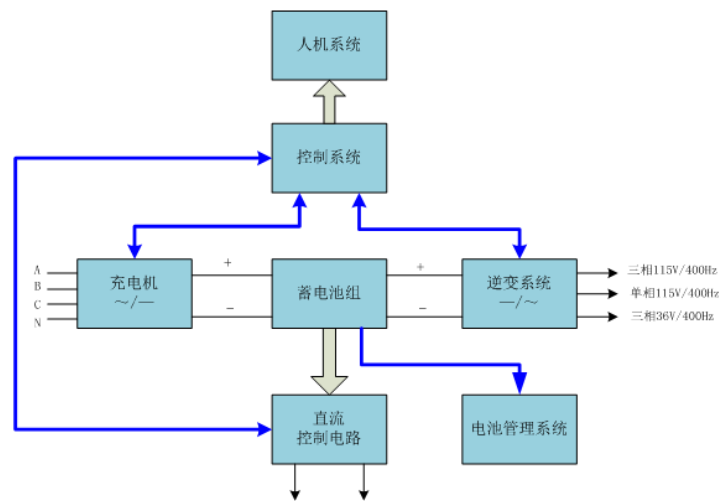 人机系统
控制系统
A
B
C
N
充电机
～/—
+
−
蓄电池组
+
−
逆变系统
—/～
三相115V/400Hz
单相115V/400Hz
三相36V/400Hz
直流
控制电路
电池管理系统